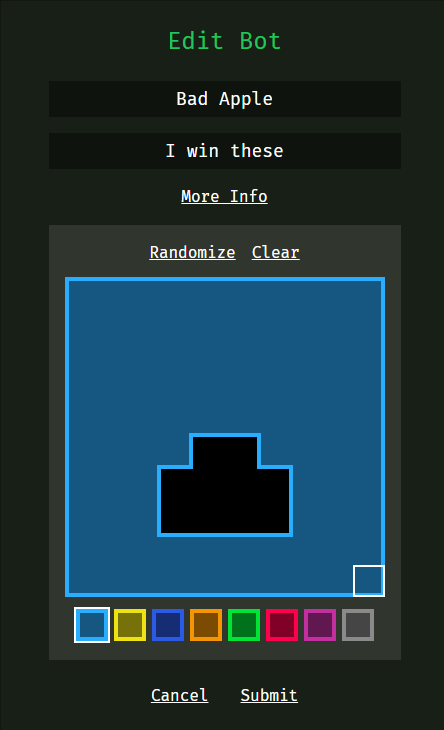 Edit Bot
Bad Apple
I win these
More Info
Randomize Clear
Cancel Submit